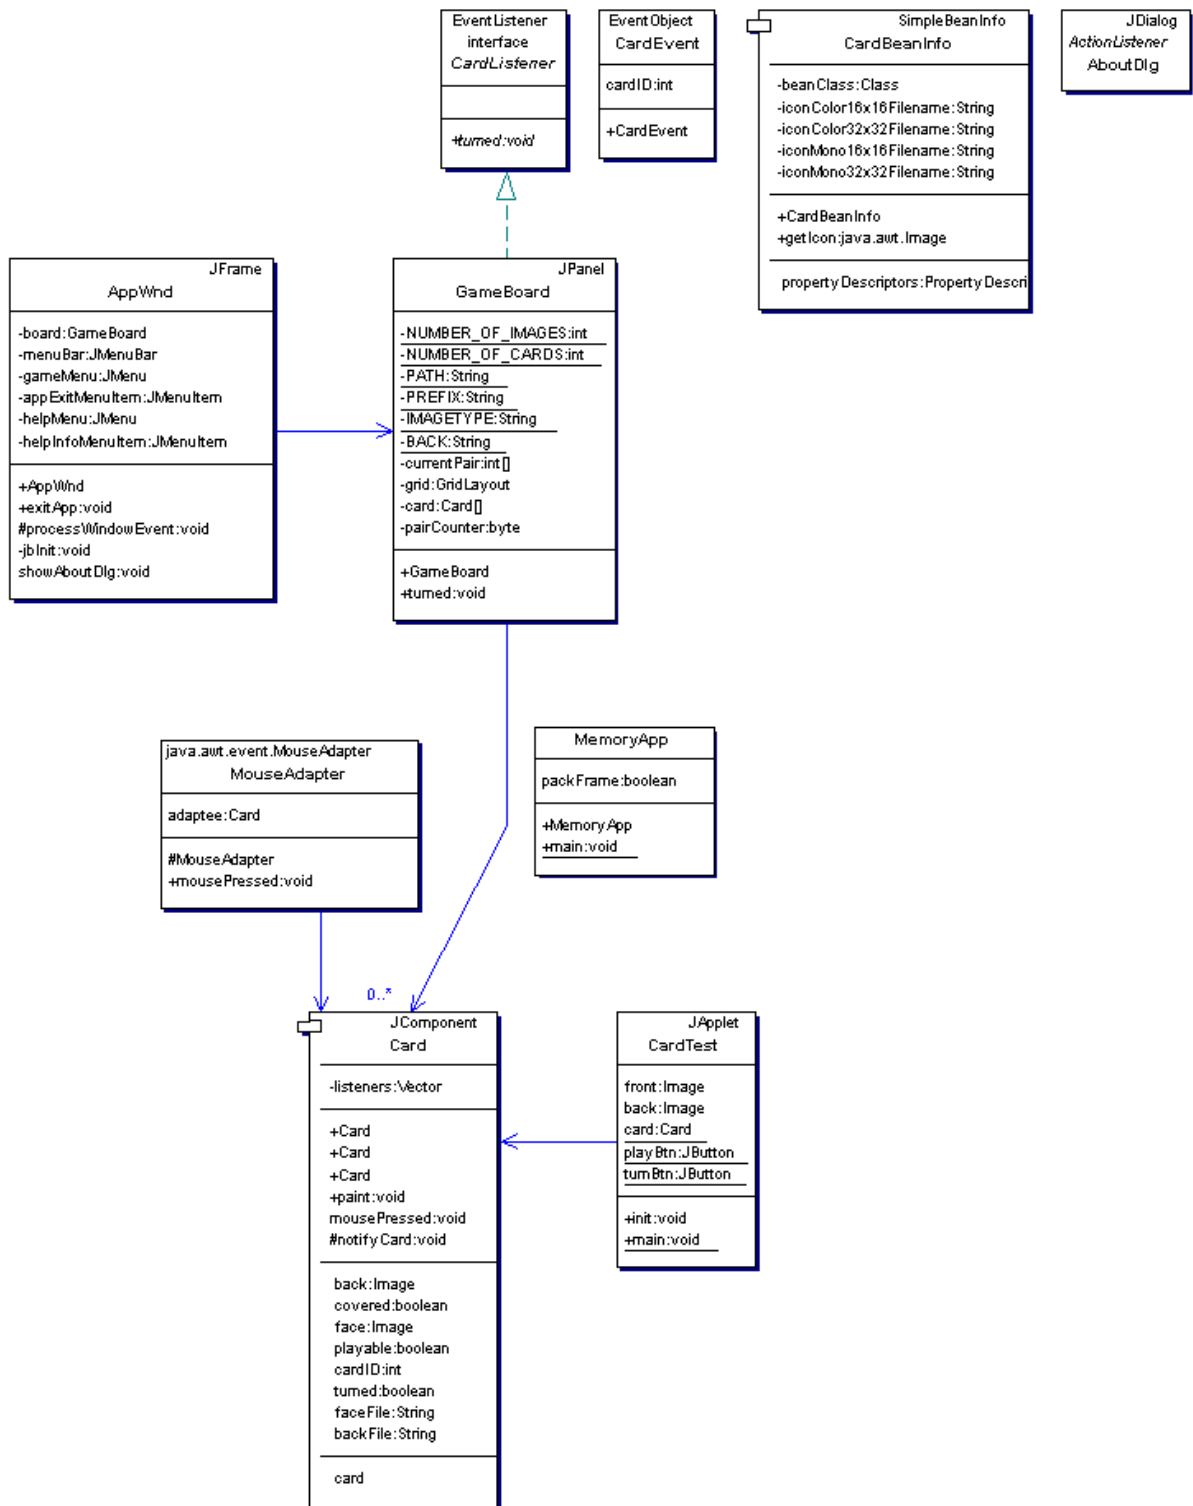 EventListener
interface
CardListener
+turned:void
EventObject
CardEvent
cardID:int
+CardEvent
SimpleBeanInfo
CardBeanInfo
-beanClass:Class
-iconColor16x16Filename:String
-iconColor32x32Filename:String
-iconMono16x16Filename:String
-iconMono32x32Filename:String
+CardBeanInfo
+getIcon:java.awt.Image
propertyDescriptors:PropertyDescri
JDialog
ActionListener
AboutDlg
JFrame
AppWnd
-board:GameBoard
-menuBar:JMenuBar
-gameMenu:JMenu
-appExitMenuItem:JMenuItem
-helpMenu:JMenu
-helpInfoMenuItem:JMenuItem
+AppWnd
+exitApp:void
#processWindowEvent:void
-jbInit:void
showAboutDlg:void
JPanel
GameBoard
-NUMBER_OF_IMAGES:int
-NUMBER_OF_CARDS:int
-PATH:String
-PREFIX:String
-IMAGETYPE:String
-BACK:String
-currentPair:int[]
-grid:GridLayout
-card:Card[]
-pairCounter:byte
+GameBoard
+turned:void
java.awt.event.MouseAdapter
MouseAdapter
adaptee:Card
#MouseAdapter
+mousePressed:void
MemoryApp
packFrame:boolean
+MemoryApp
+main:void
0..*
JComponent
Card
-listeners:Vector
+Card
+Card
+Card
+paint:void
mousePressed:void
#notifyCard:void
back:Image
covered:boolean
face:Image
playable:boolean
cardID:int
turned:boolean
faceFile:String
backFile:String
card
JApplet
CardTest
front:Image
back:Image
card:Card
playBtn:JButton
turnBtn:JButton
+init:void
+main:void